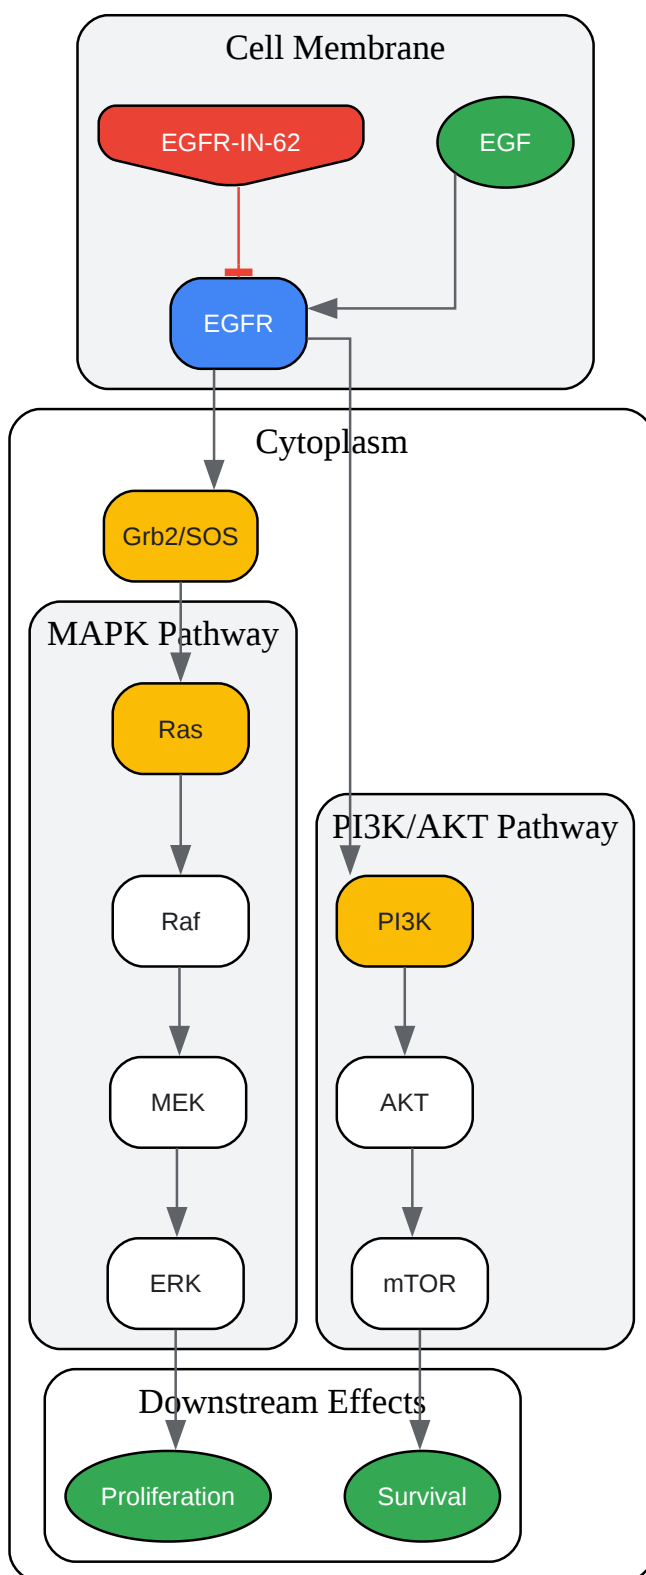 Cell Membrane
EGFR-IN-62
EGF
EGFR
Cytoplasm
Grb2/SOS
MAPK Pathway
Ras
PI3K/AKT Pathway
Raf
PI3K
MEK
AKT
ERK
mTOR
Downstream Effects
Proliferation
Survival